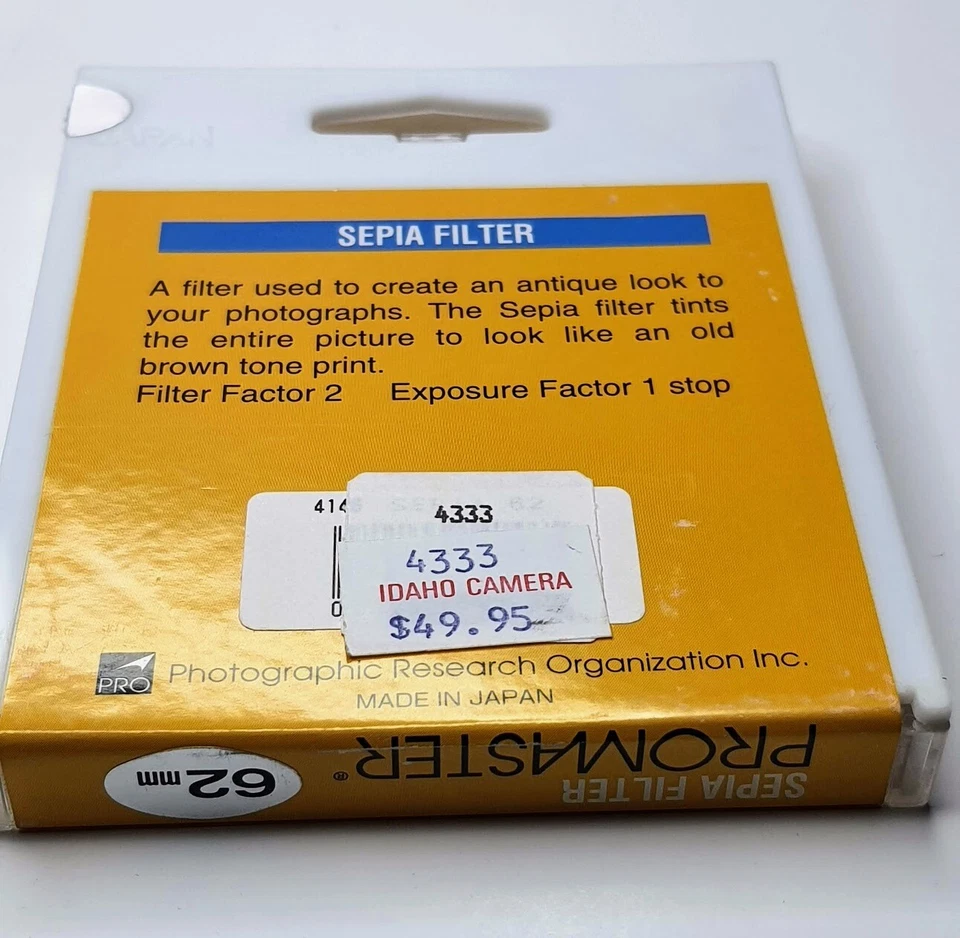 SEPIA FILTER
A filter used to create an antique look to
your photographs. The Sepia filter tints
the entire picture to look like an old
brown tone print.
Filter Factor 2 Exposure Factor 1 stop
4333
4333
IDAHO CAMERA
$49.95
PRO Photographic Research Organization Inc.
MADE IN JAPAN
PROMASTER®
SEPIA FILTER
62mm